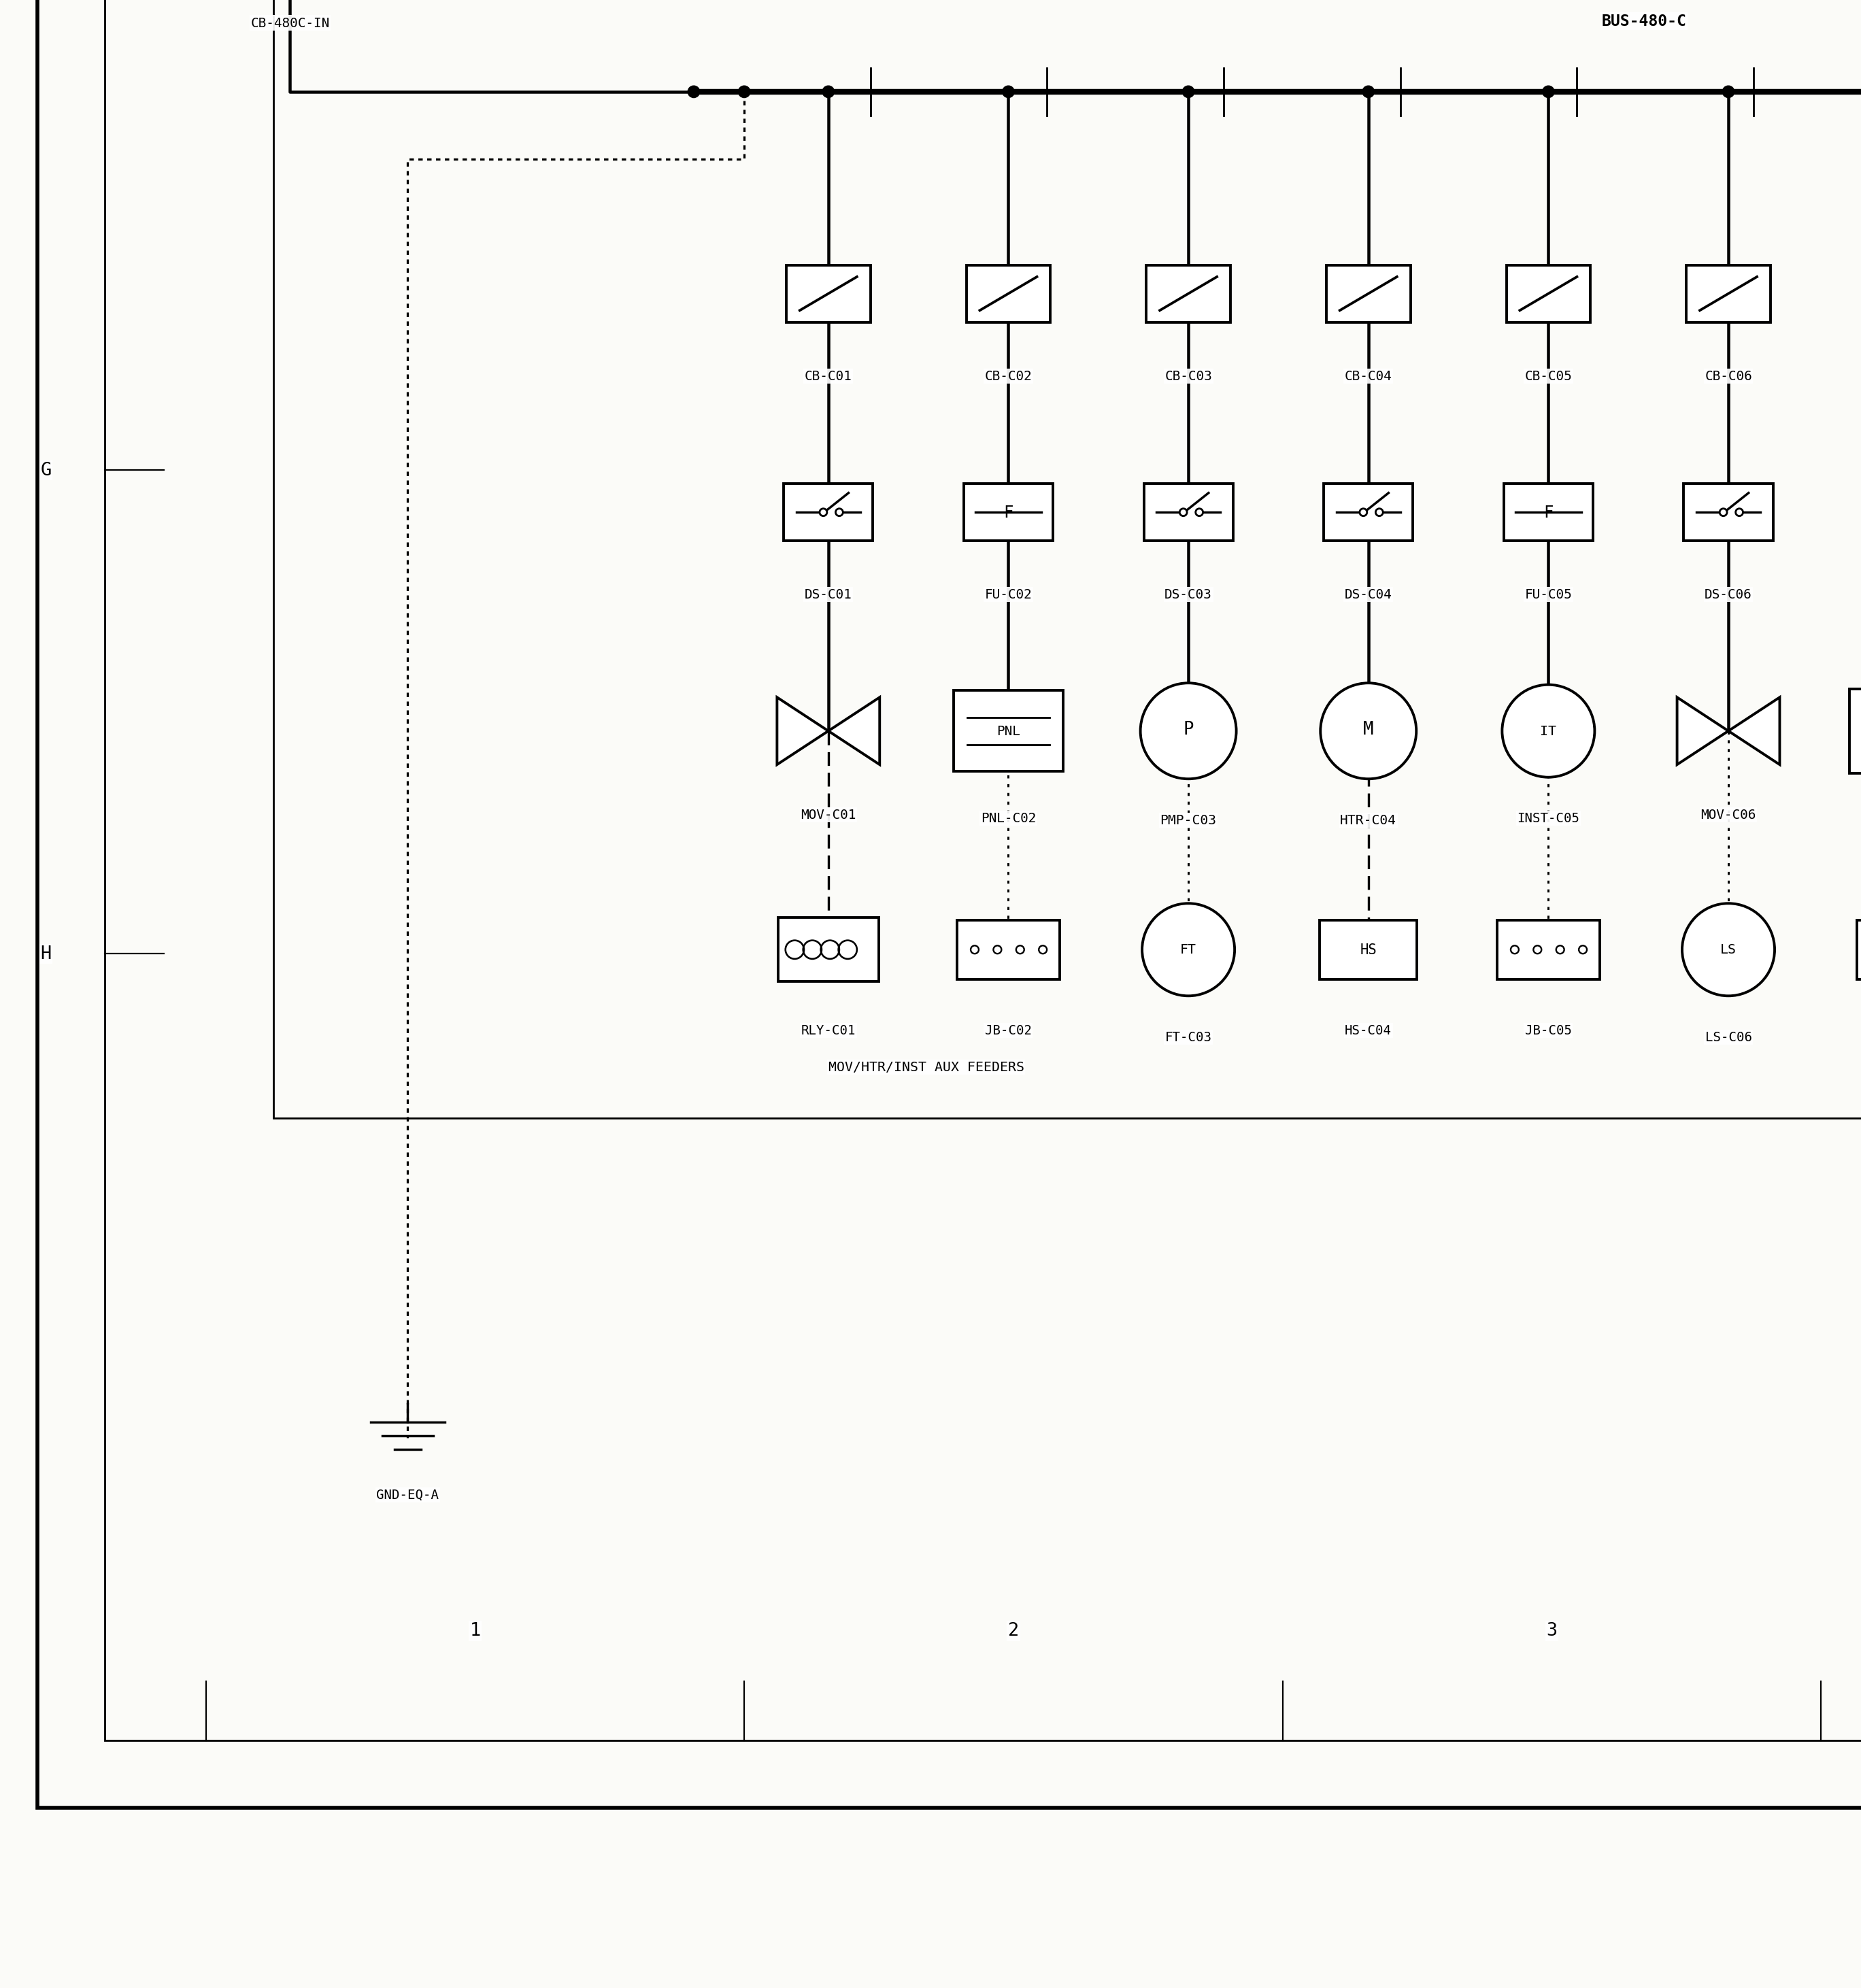 CB-480C-IN
BUS-480-C
CB-C01 CB-C02 CB-C03 CB-C04 CB-C05 CB-C06
G
F F
DS-C01 FU-C02 DS-C03 DS-C04 FU-C05 DS-C06
PNL P M IT
MOV-C01 PNL-C02 PMP-C03 HTR-C04 INST-C05 MOV-C06
H
FT HS LS
RLY-C01 JB-C02 FT-C03 HS-C04 JB-C05 LS-C06
MOV/HTR/INST AUX FEEDERS
GND-EQ-A
1 2 3